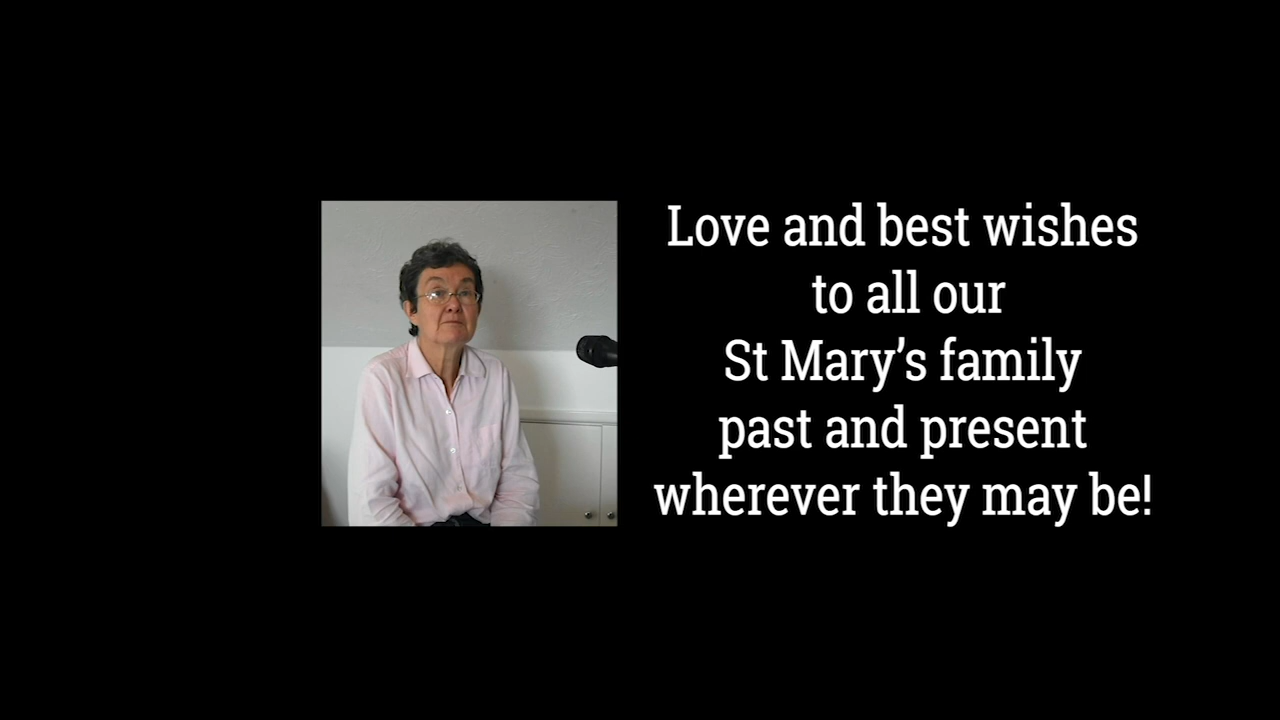 Love and best wishes
to all our
St Mary’s family
past and present
wherever they may be!